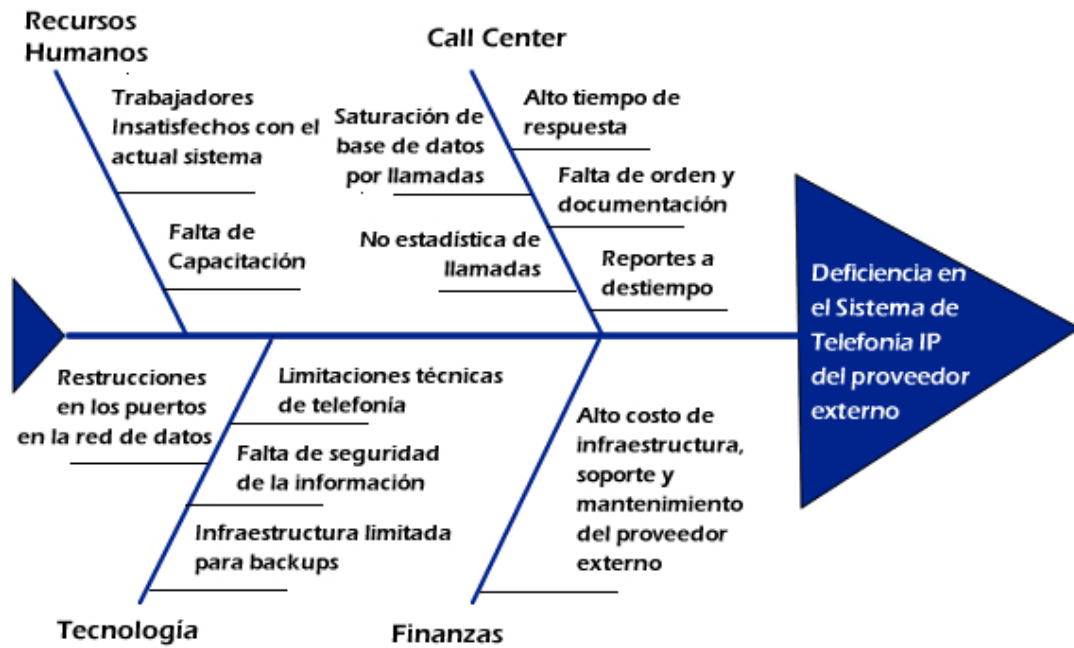 Recursos
Humanos
Call Center
Trabajadores
Insatisfechos con el
actual sistema
Falta de
Capacitación
Saturación de
base de datos
por llamadas
No estadística de
llamadas
Alto tiempo de
respuesta
Falta de orden y
documentación
Reportes a
destiempo
Deficiencia en
el Sistema de
Telefonía IP
del proveedor
externo
Restrucciones
en los puertos
en la red de datos
Limitaciones técnicas
de telefonía
Falta de seguridad
de la información
Infraestructura limitada
para backups
Alto costo de
infraestructura,
soporte y
mantenimiento
del proveedor
externo
Tecnología
Finanzas